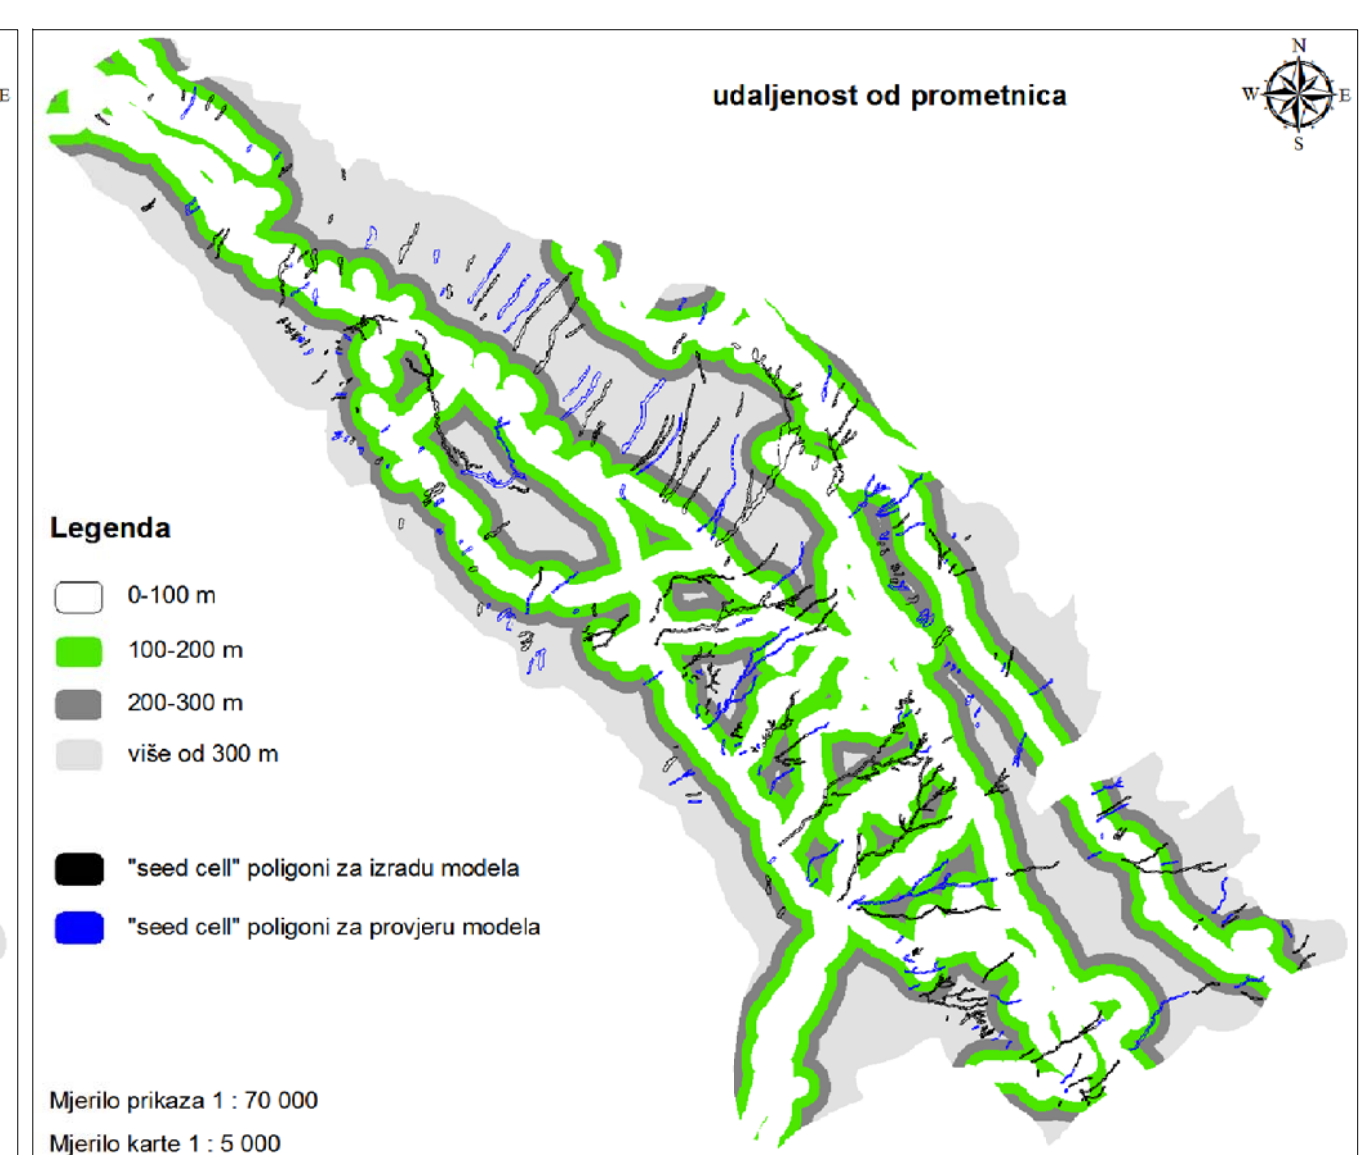 E
udaljenost od prometnica
N
W E
S
Legenda
0-100 m
100-200 m
200-300 m
više od 300 m
"seed cell" poligoni za izradu modela
"seed cell" poligoni za provjeru modela
Mjerilo prikaza 1 : 70 000
Mjerilo karte 1 : 5 000